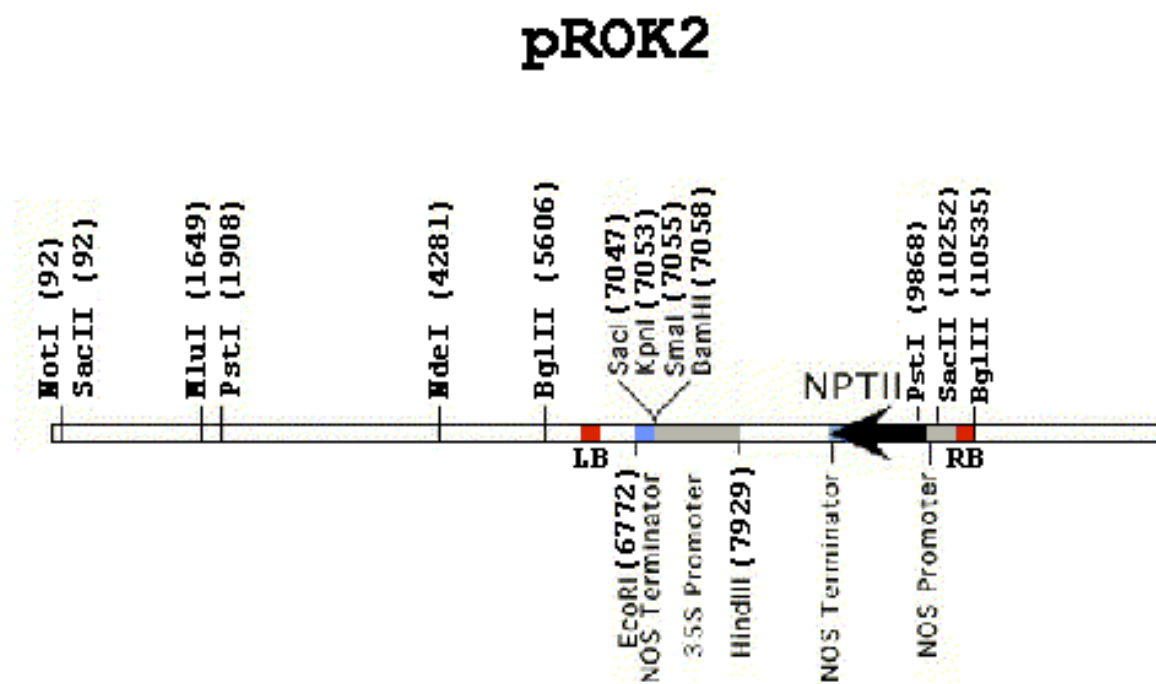 pROK2
NotI (92)
SacII (92)
MluI (1649)
PstI (1908)
NdeI (4281)
BglII (5606)
SacI (7047)
KpnI (7053)
SmaI (7055)
BamHI (7058)
NPTII
PstI (9868)
SacII (10252)
BglII (10535)
LB
RB
EcoRI (6772)
NOS Terminator
35S Promoter
HindIII (7929)
NOS Terminator
NOS Promoter